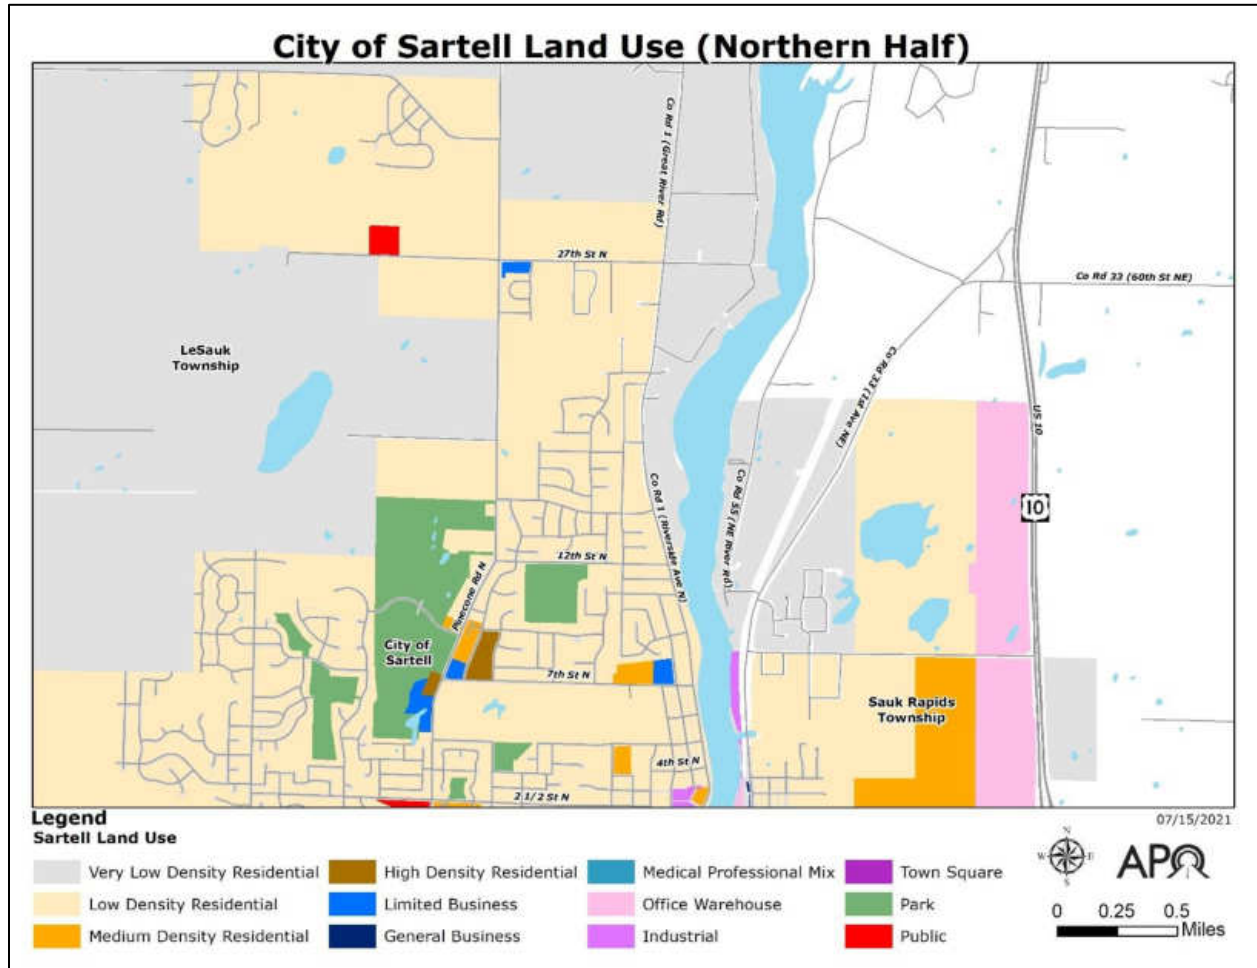 City of Sartell Land Use (Northern Half)
Co Rd 1 (Great River Rd)
27th St N
Co Rd 33 (60th St NE)
LeSauk
Township
Co Rd 33 (1st Ave NE)
US 10
Co Rd 1 (Riverside Ave N)
Co Rd 55 (NE River Rd)
10
12th St N
Pinecone Rd N
City of
Sartell
7th St N
Sauk Rapids
Township
4th St N
2 1/2 St N
07/15/2021
Legend
Sartell Land Use
Very Low Density Residential
High Density Residential
Medical Professional Mix
Town Square
Low Density Residential
Limited Business
Office Warehouse
Park
Medium Density Residential
General Business
Industrial
Public
N
W
E
S
APO
0 0.25 0.5
Miles